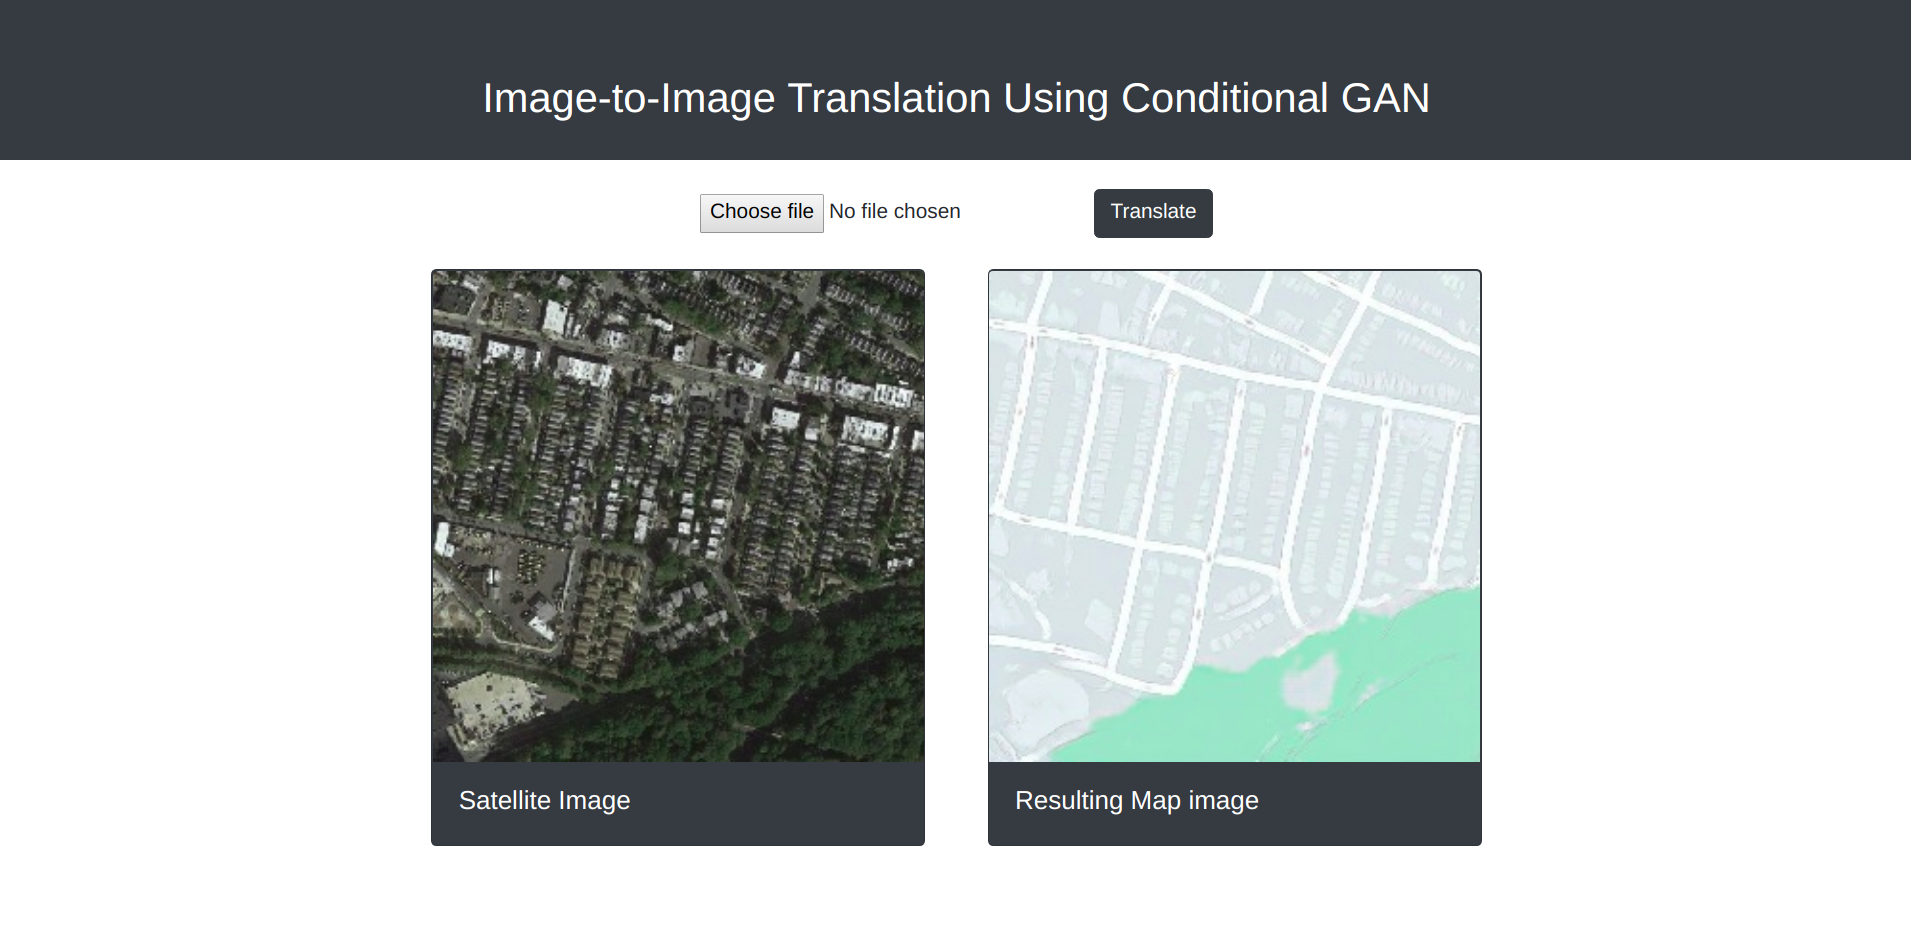 Image-to-Image Translation Using Conditional GAN
Choose file No file chosen
Translate
Satellite Image
Resulting Map image